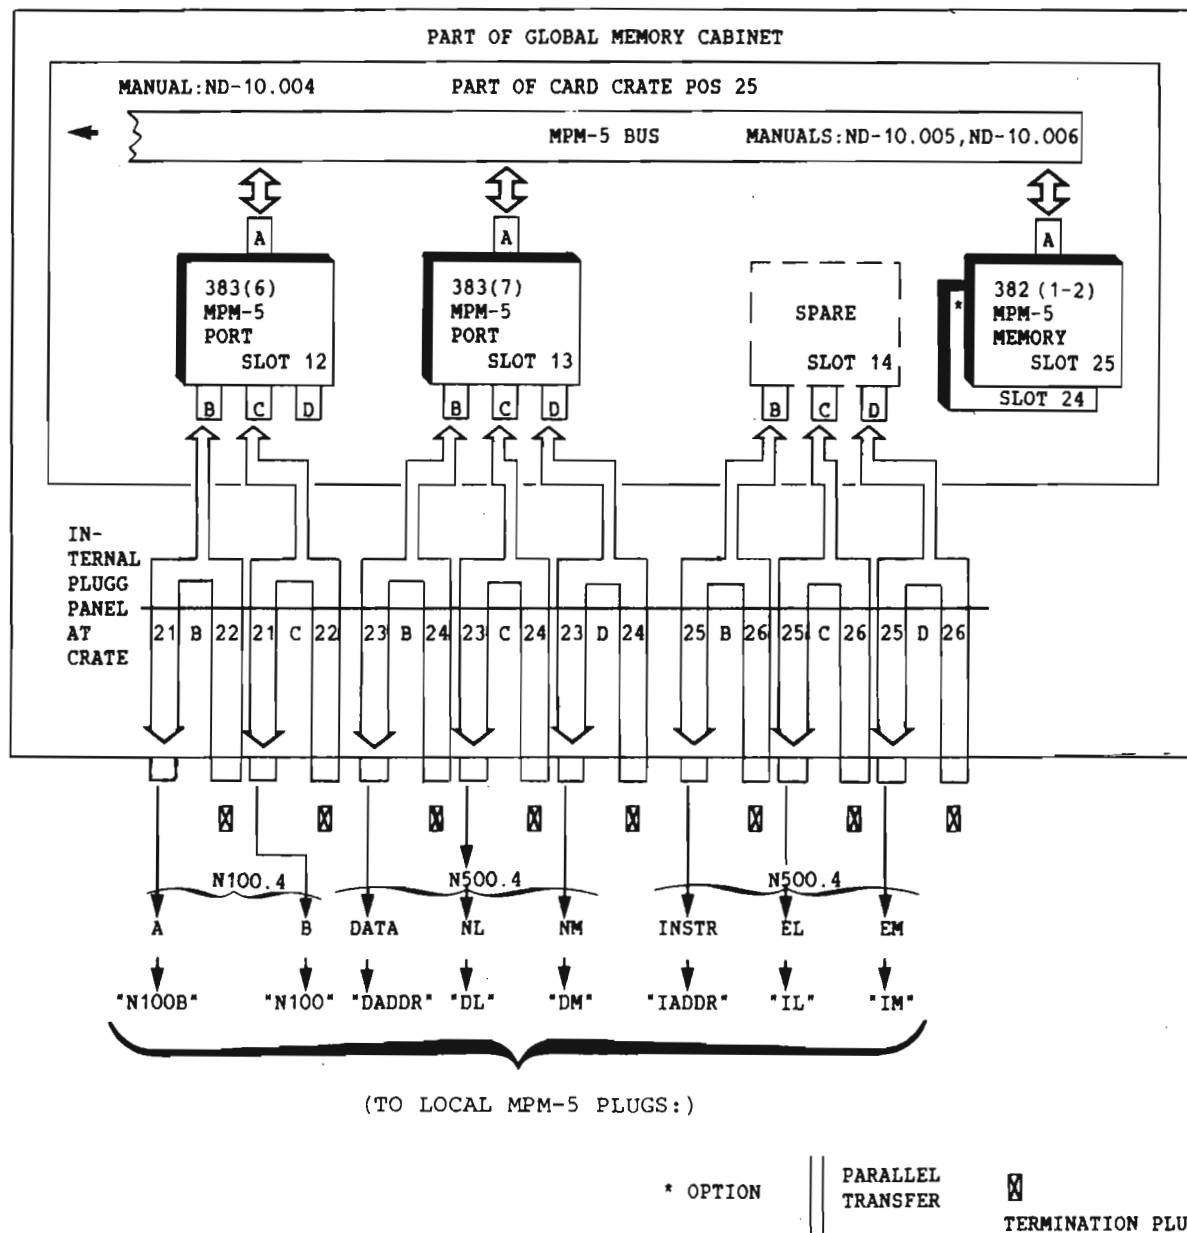 PART OF GLOBAL MEMORY CABINET
MANUAL:ND-10.004 PART OF CARD CRATE POS 25
MPM-5 BUS MANUALS:ND-10.005,ND-10.006
A A A
383(6)
MPM-5
PORT
SLOT 12
383(7)
MPM-5
PORT
SLOT 13
SPARE
SLOT 14
*
382 (1-2)
MPM-5
MEMORY
SLOT 25
SLOT 24
B C D B C D B C D
IN-
TERNAL
PLUGG
PANEL
AT
CRATE
21 B 22 21 C 22 23 B 24 23 C 24 23 D 24 25 B 26 25 C 26 25 D 26
N100.4 N500.4 N500.4
A B DATA NL NM INSTR EL EM
"N100B" "N100" "DADDR" "DL" "DM" "IADDR" "IL" "IM"
(TO LOCAL MPM-5 PLUGS:)
* OPTION
PARALLEL
TRANSFER
TERMINATION PLU